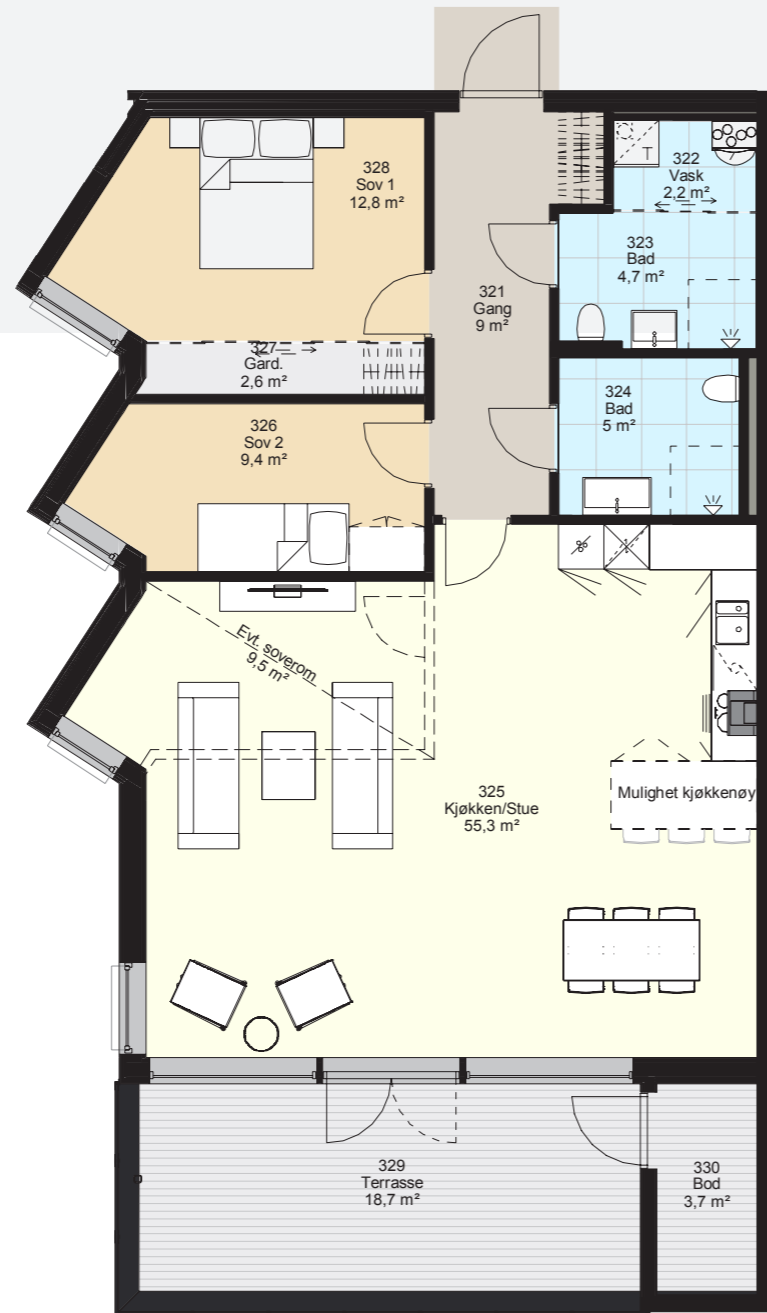 328
Sov 1
12,8 m²
322
Vask
2,2 m²
T
323
Bad
4,7 m²
321
Gang
9 m²
327
Gard.
2,6 m²
324
Bad
5 m²
326
Sov 2
9,4 m²
Evt. soverom
9,5 m²
325
Kjøkken/Stue
55,3 m²
Mulighet kjøkkenøy
329
Terrasse
18,7 m²
330
Bod
3,7 m²